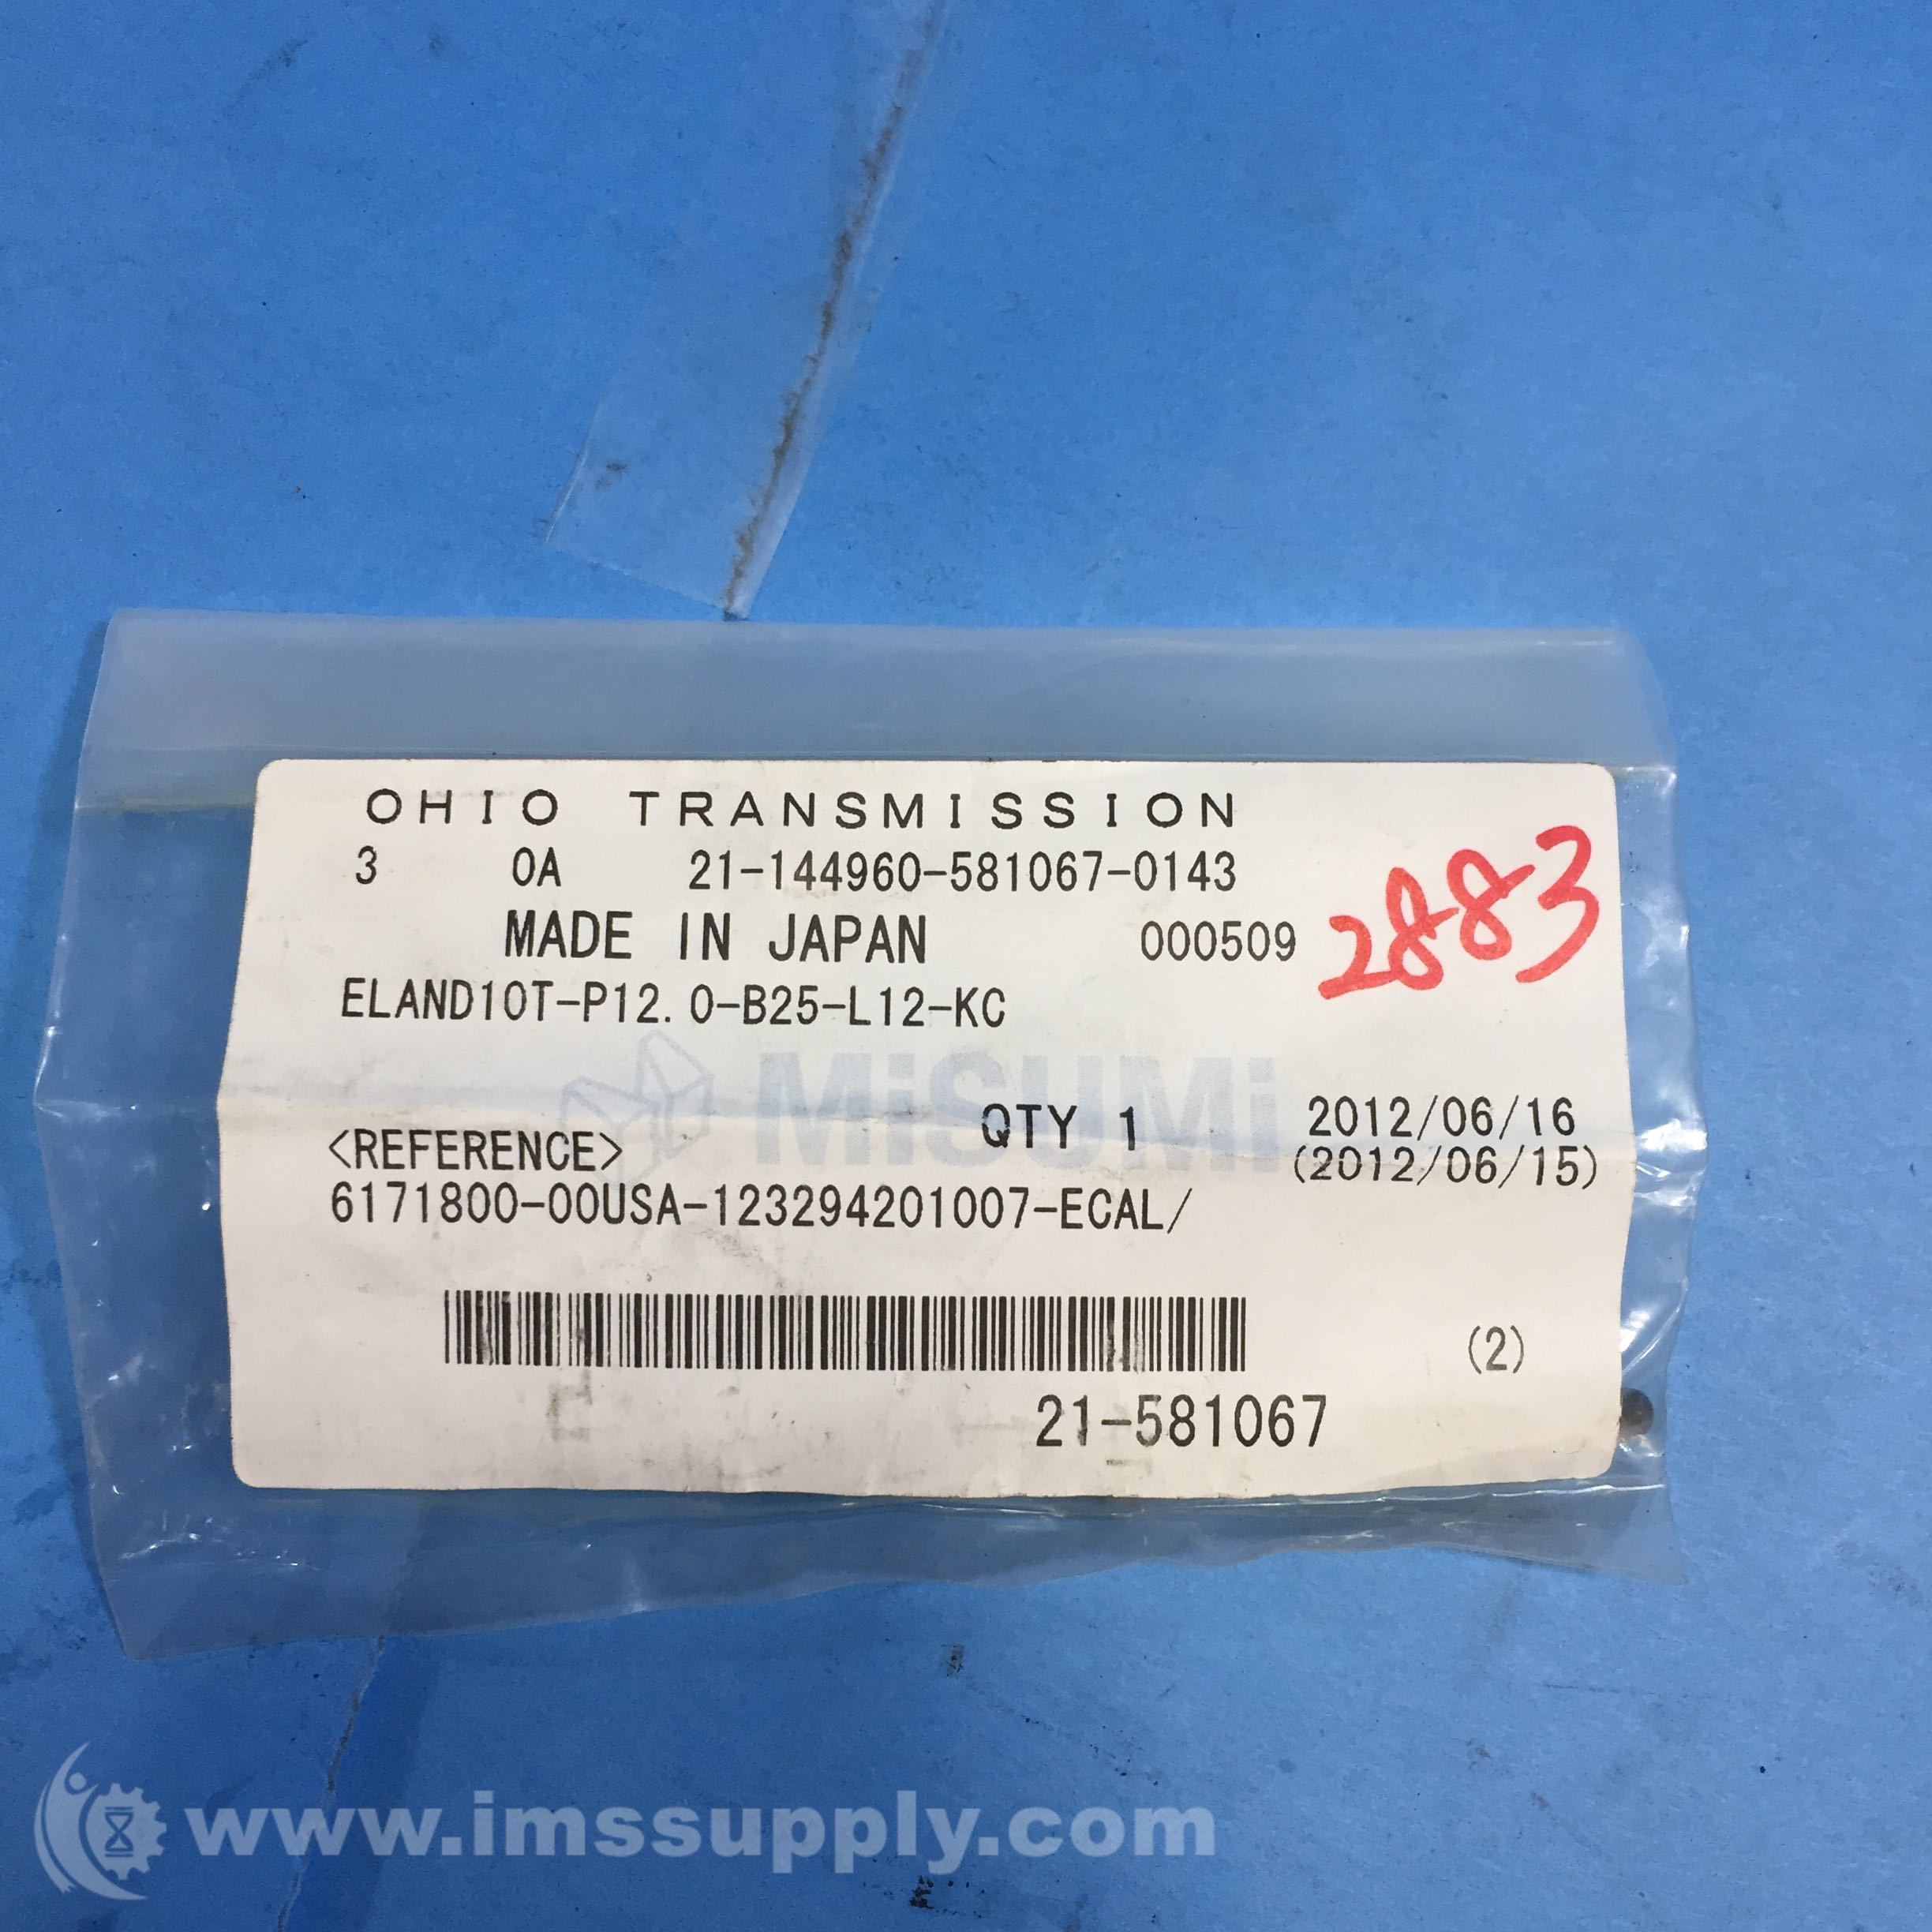 OHIO TRANSMISSION
3 0A 21-144960-581067-0143
MADE IN JAPAN 000509 2883
ELAND10T-P12.0-B25-L12-KC
MiSUMi
QTY 1 2012/06/16
<REFERENCE> (2012/06/15)
6171800-00USA-123294201007-ECAL/
(2)
21-581067
www.imssupply.com